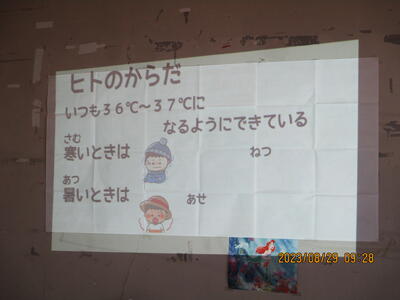 ヒトのからだ
いつも３６℃～３７℃に
なるようにできている
さむ
寒いときは
ねつ
あつ
暑いときは
あせ
2023/08/29 09:28